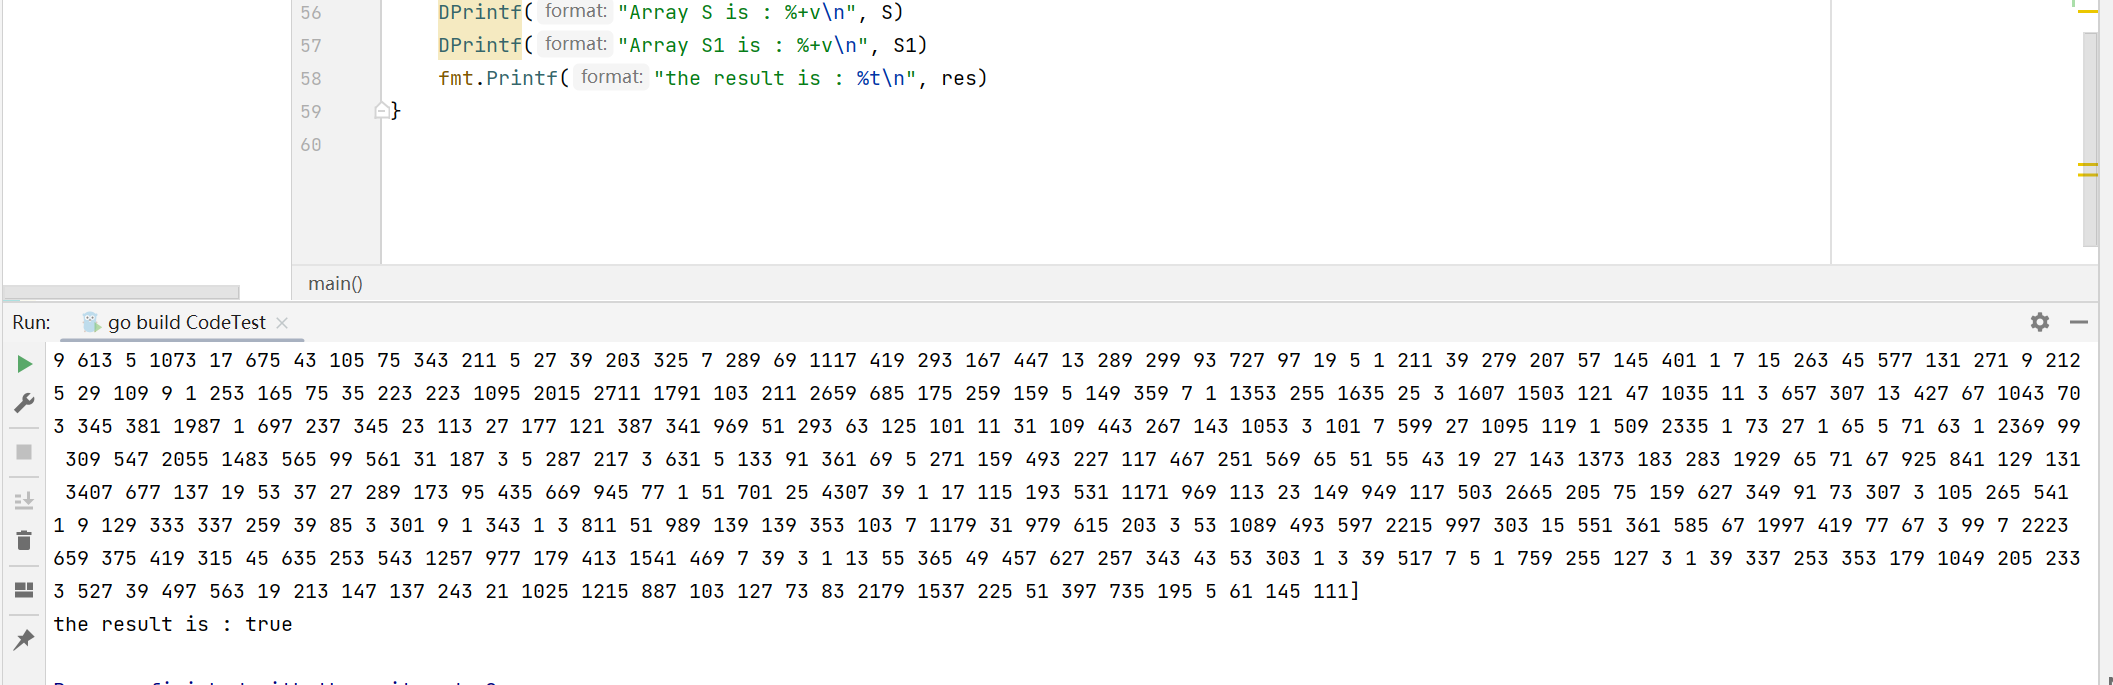 56 DPrintf( format: "Array S is : %+v\n", S)
57 DPrintf( format: "Array S1 is : %+v\n", S1)
58 fmt.Printf( format: "the result is : %t\n", res)
59 }
60
main()
Run: go build CodeTest
9 613 5 1073 17 675 43 105 75 343 211 5 27 39 203 325 7 289 69 1117 419 293 167 447 13 289 299 93 727 97 19 5 1 211 39 279 207 57 145 401 1 7 15 263 45 577 131 271 9 212
5 29 109 9 1 253 165 75 35 223 223 1095 2015 2711 1791 103 211 2659 685 175 259 159 5 149 359 7 1 1353 255 1635 25 3 1607 1503 121 47 1035 11 3 657 307 13 427 67 1043 70
3 345 381 1987 1 697 237 345 23 113 27 177 121 387 341 969 51 293 63 125 101 11 31 109 443 267 143 1053 3 101 7 599 27 1095 119 1 509 2335 1 73 27 1 65 5 71 63 1 2369 99
309 547 2055 1483 565 99 561 31 187 3 5 287 217 3 631 5 133 91 361 69 5 271 159 493 227 117 467 251 569 65 51 55 43 19 27 143 1373 183 283 1929 65 71 67 925 841 129 131
3407 677 137 19 53 37 27 289 173 95 435 669 945 77 1 51 701 25 4307 39 1 17 115 193 531 1171 969 113 23 149 949 117 503 2665 205 75 159 627 349 91 73 307 3 105 265 541
1 9 129 333 337 259 39 85 3 301 9 1 343 1 3 811 51 989 139 139 353 103 7 1179 31 979 615 203 3 53 1089 493 597 2215 997 303 15 551 361 585 67 1997 419 77 67 3 99 7 2223
659 375 419 315 45 635 253 543 1257 977 179 413 1541 469 7 39 3 1 13 55 365 49 457 627 257 343 43 53 303 1 3 39 517 7 5 1 759 255 127 3 1 39 337 253 353 179 1049 205 233
3 527 39 497 563 19 213 147 137 243 21 1025 1215 887 103 127 73 83 2179 1537 225 51 397 735 195 5 61 145 111]
the result is : true